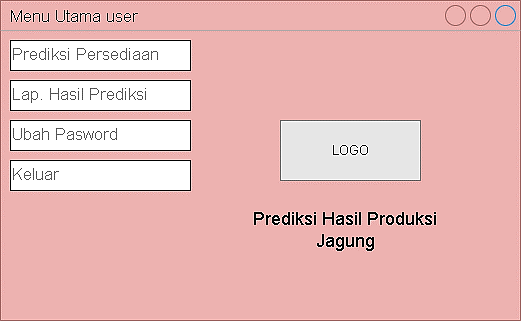 Menu Utama user
Prediksi Persediaan
Lap. Hasil Prediksi
Ubah Pasword
Keluar
LOGO
Prediksi Hasil Produksi
Jagung